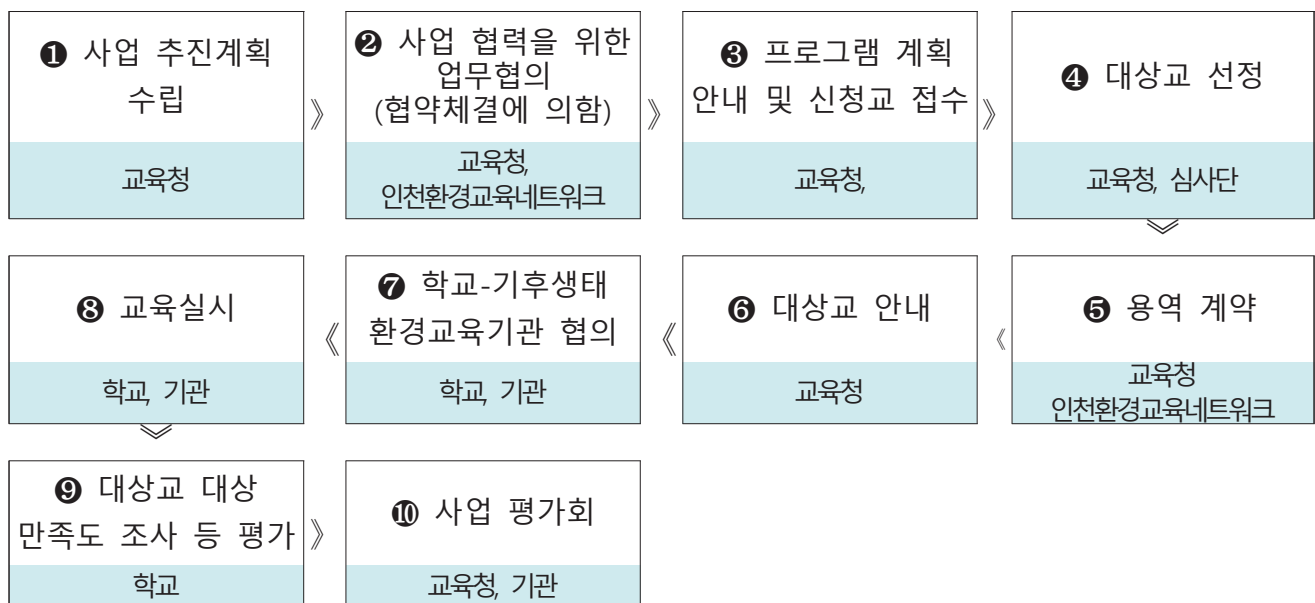 ❶ 사업 추진계획
수립
교육청
》
❷ 사업 협력을 위한
업무협의
(협약체결에 의함)
교육청,
인천환경교육네트워크
》
❸ 프로그램 계획
안내 및 신청교 접수
교육청,
》
❹ 대상교 선정
교육청, 심사단
》
❺ 용역 계약
교육청
인천환경교육네트워크
《
❻ 대상교 안내
교육청
《
❼ 학교-기후생태
환경교육기관 협의
학교, 기관
《
❽ 교육실시
학교, 기관
》
❾ 대상교 대상
만족도 조사 등 평가
학교
》
❿ 사업 평가회
교육청, 기관